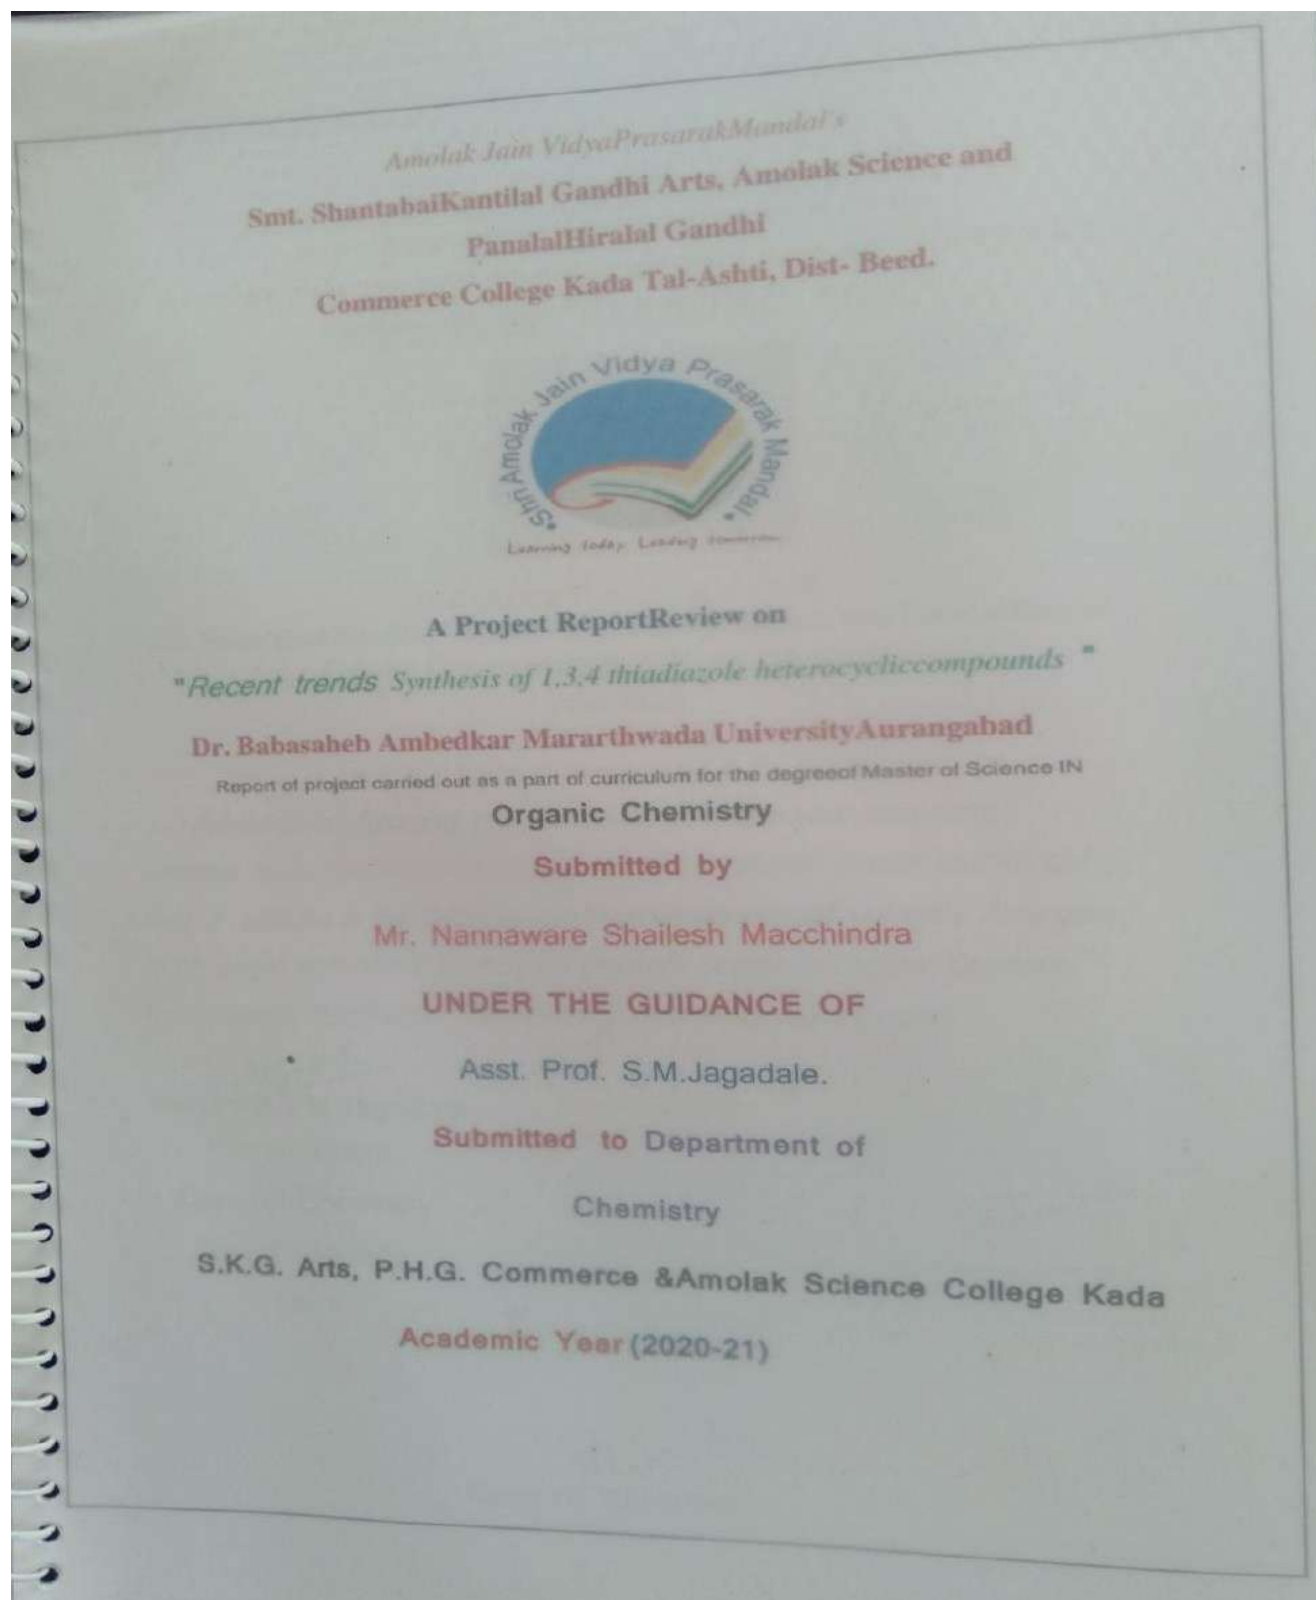 Amolak Jain VidyaPrasarakMandal's
Smt. ShantabaiKantilal Gandhi Arts, Amolak Science and
PanalalHiralal Gandhi
Commerce College Kada Tal-Ashti, Dist- Beed.
Shri Amolak Jain Vidya Prasarak Mandal
Learning today, Leading tomorrow
A Project ReportReview on
"Recent trends Synthesis of 1,3,4 thiadiazole heterocycliccompounds "
Dr. Babasaheb Ambedkar Mararthwada UniversityAurangabad
Report of project carried out as a part of curriculum for the degreeof Master of Science IN
Organic Chemistry
Submitted by
Mr. Nannaware Shailesh Macchindra
UNDER THE GUIDANCE OF
Asst. Prof. S.M.Jagadale.
Submitted to Department of
Chemistry
S.K.G. Arts, P.H.G. Commerce &Amolak Science College Kada
Academic Year (2020-21)